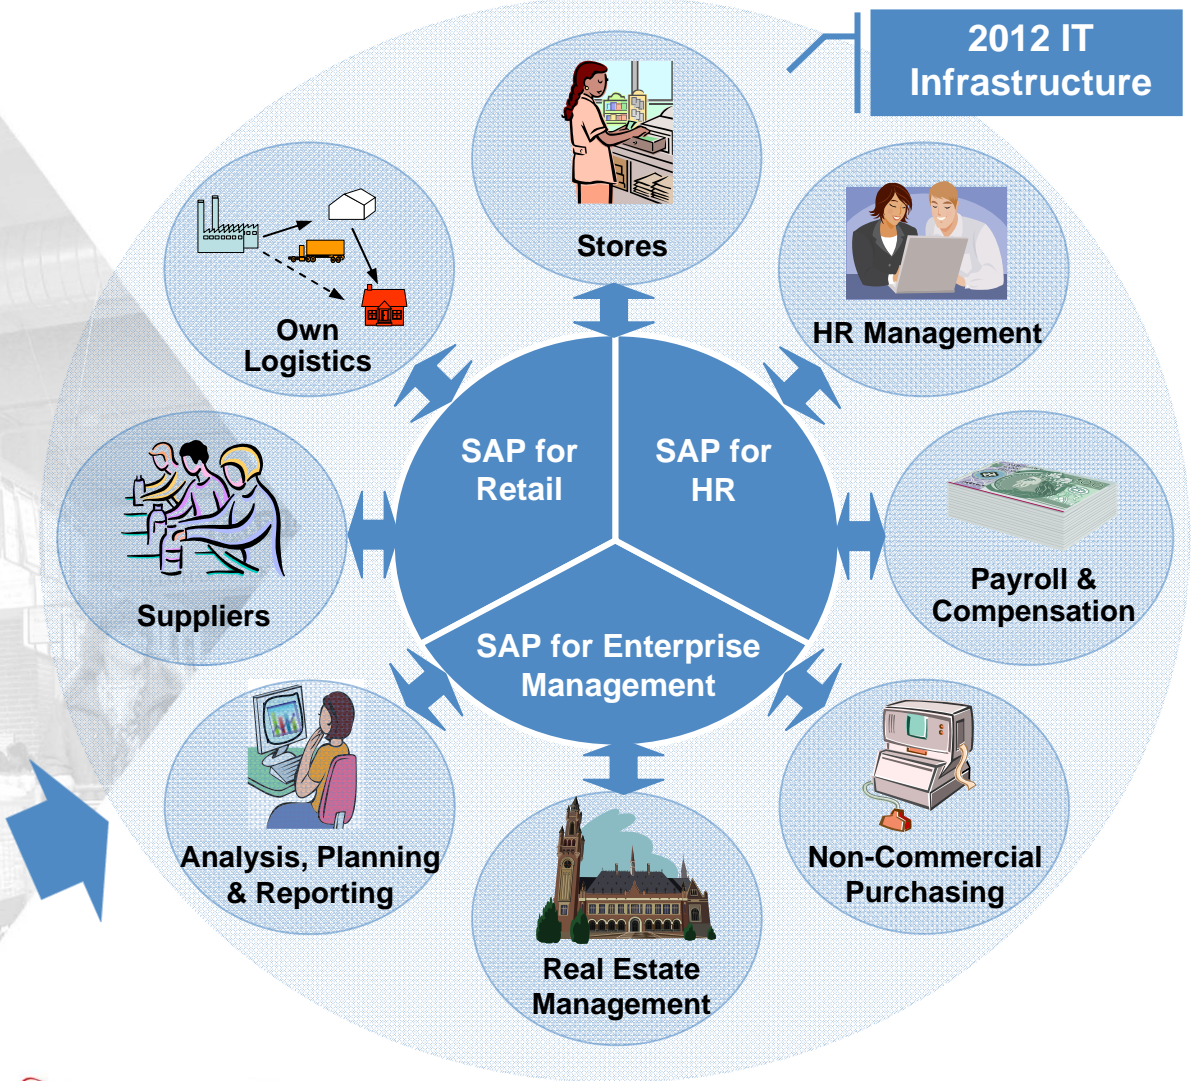 2012 IT
Infrastructure
Stores
HR Management
Own
Logistics
SAP for
Retail
SAP for
HR
Payroll &
Compensation
Suppliers
SAP for Enterprise
Management
Analysis, Planning
& Reporting
Non-Commercial
Purchasing
Real Estate
Management